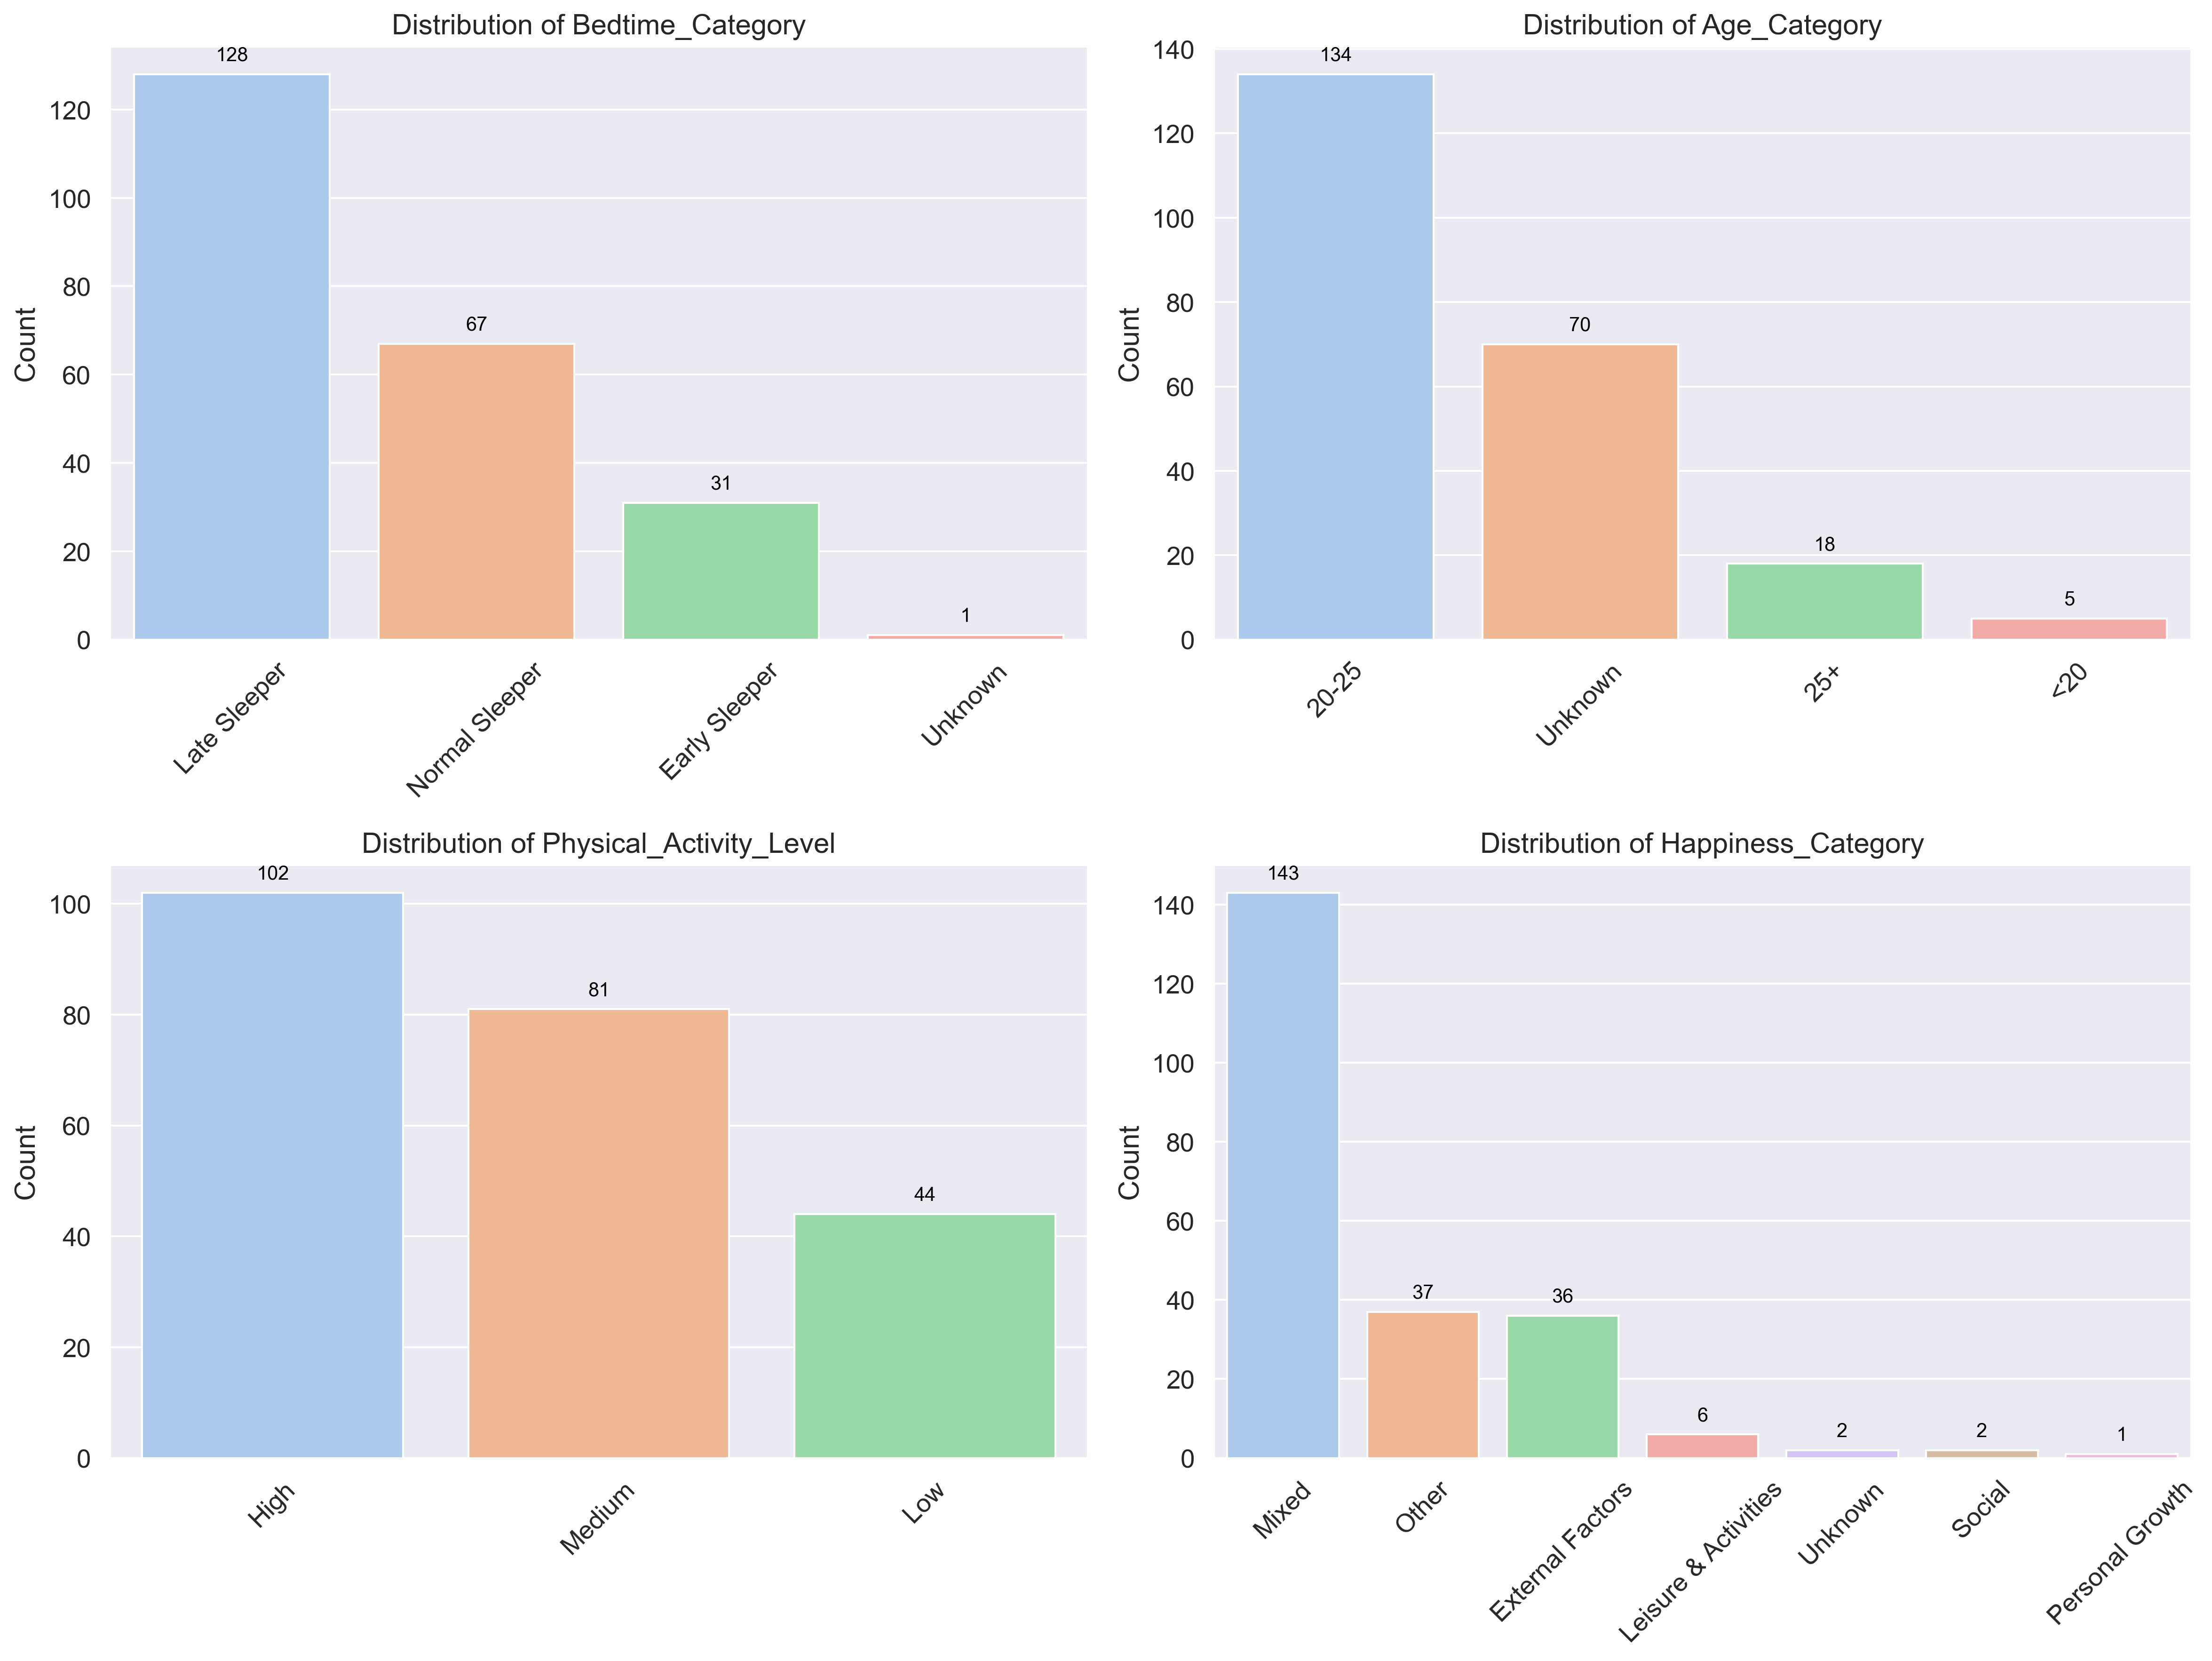 Distribution of Bedtime_Category
128
67
31
1
120
100
80
60
40
20
0
Count
Late Sleeper
Normal Sleeper
Early Sleeper
Unknown
Distribution of Age_Category
134
70
18
5
140
120
100
80
60
40
20
0
Count
20-25
Unknown
25+
<20
Distribution of Physical_Activity_Level
102
81
44
100
80
60
40
20
0
Count
High
Medium
Low
Distribution of Happiness_Category
143
37
36
6
2
2
1
140
120
100
80
60
40
20
0
Count
Mixed
Other
External Factors
Leisure & Activities
Unknown
Social
Personal Growth